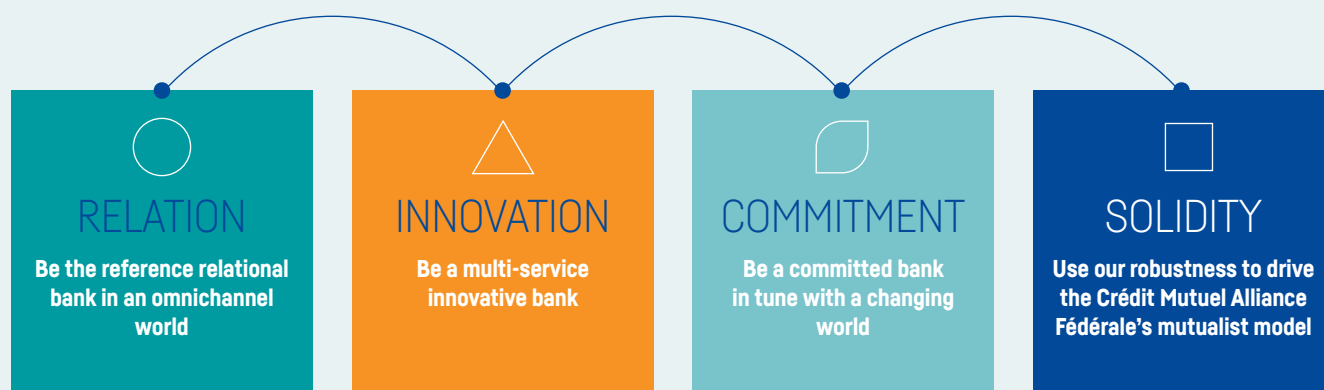 RELATION
Be the reference relational
bank in an omnichannel
world
INNOVATION
Be a multi-service
innovative bank
COMMITMENT
Be a committed bank
in tune with a changing
world
SOLIDITY
Use our robustness to drive
the Crédit Mutuel Alliance
Fédérale’s mutualist model